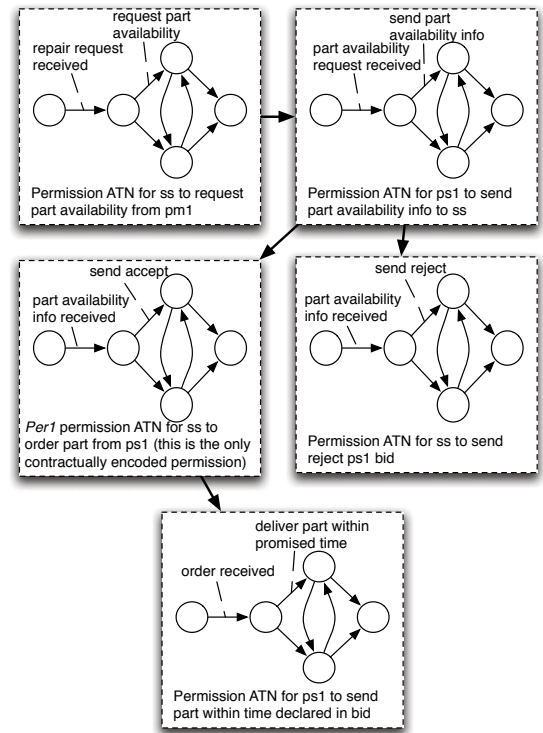 request part
availability
repair request
received
Permission ATN for ss to request
part availability from pm1
send part
availability info
part availability
request received
Permission ATN for ps1 to send
part availability info to ss
send accept
part availability
info received
Per1 permission ATN for ss to
order part from ps1 (this is the only
contractually encoded permission)
send reject
part availability
info received
Permission ATN for ss to send
reject ps1 bid
deliver part within
promised time
order received
Permission ATN for ps1 to send
part within time declared in bid